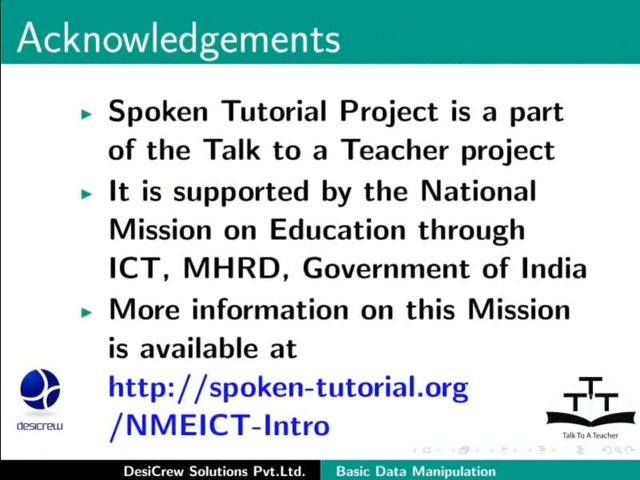 Acknowledgements
Spoken Tutorial Project is a part
of the Talk to a Teacher project
It is supported by the National
Mission on Education through
ICT, MHRD, Government of India
More information on this Mission
is available at
http://spoken-tutorial.org
/NMEICT-Intro
desicrew
TTT
Talk To A Teacher
DesiCrew Solutions Pvt.Ltd.
Basic Data Manipulation